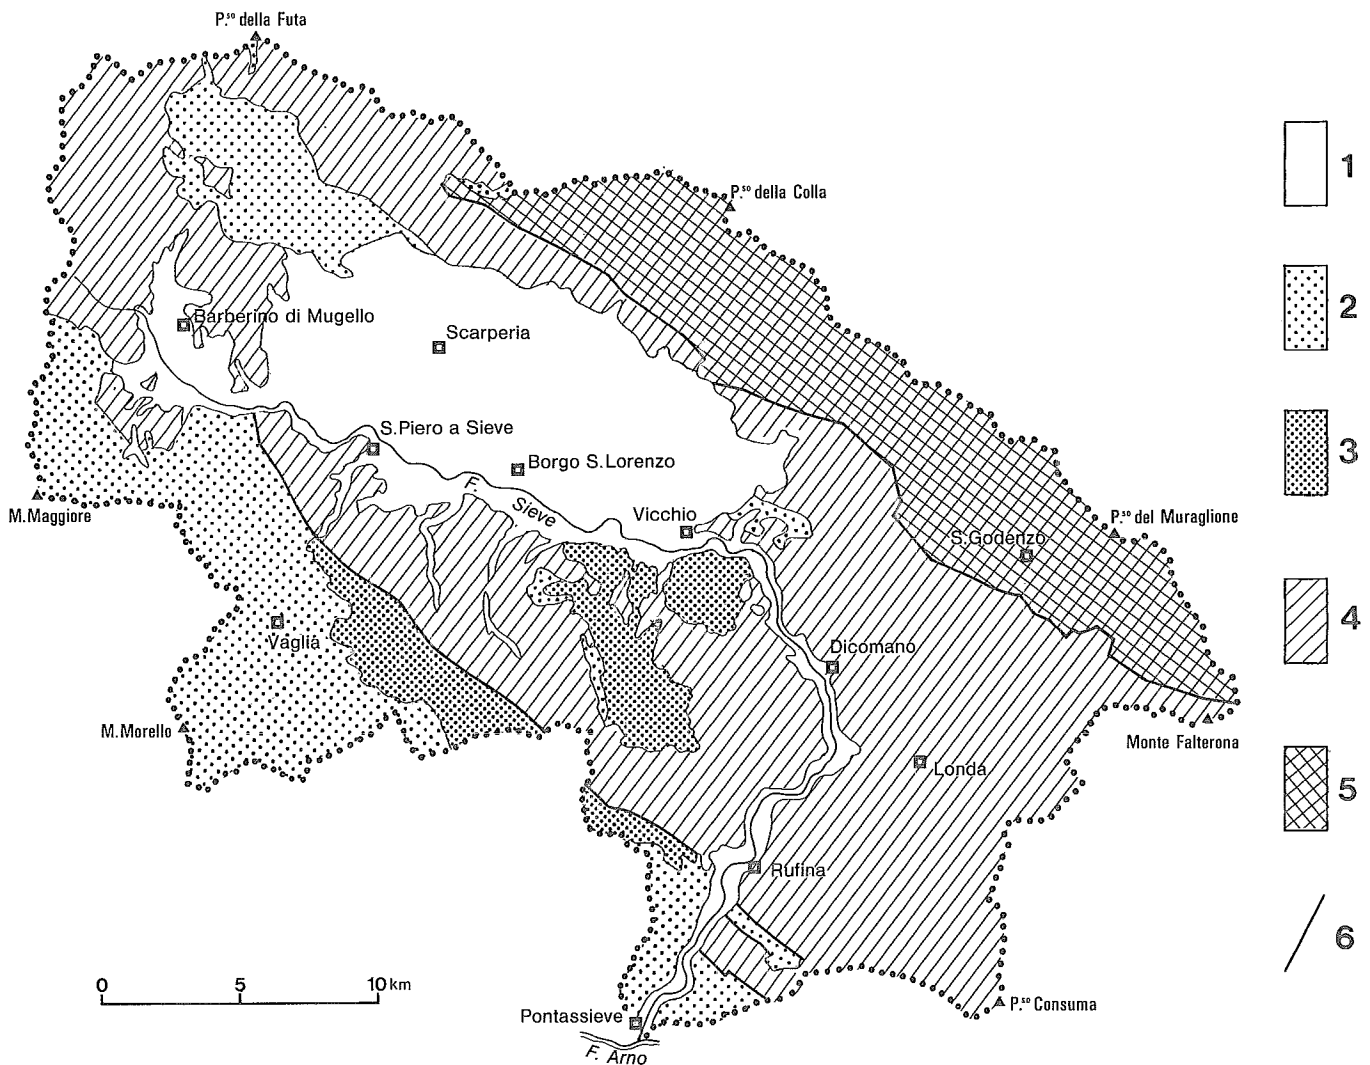 P.so della Futa
P.so della Colla
1
2
Barberino di Mugello
Scarperia
S.Piero a Sieve
Borgo S.Lorenzo
3
M.Maggiore
F. Sieve
Vicchio
P.so del Muraglione
S.Godenzo
4
Vaglia
Dicomano
M.Morello
Monte Falterona
Londa
5
Rufina
6
0 5 10 km
P.so Consuma
Pontassieve
F. Arno